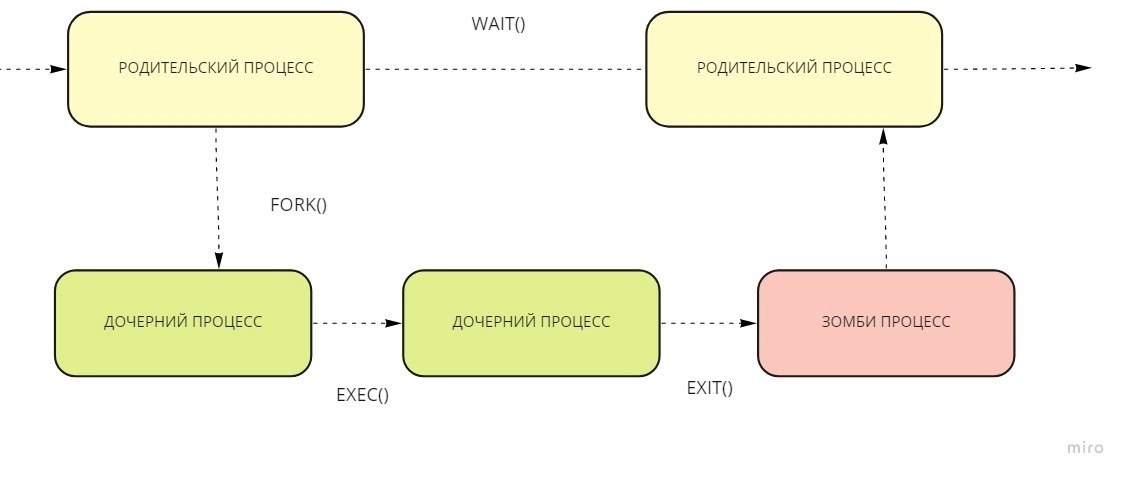 WAIT()
РОДИТЕЛЬСКИЙ ПРОЦЕСС
РОДИТЕЛЬСКИЙ ПРОЦЕСС
FORK()
ДОЧЕРНИЙ ПРОЦЕСС
ДОЧЕРНИЙ ПРОЦЕСС
ЗОМБИ ПРОЦЕСС
EXEC()
EXIT()
miro